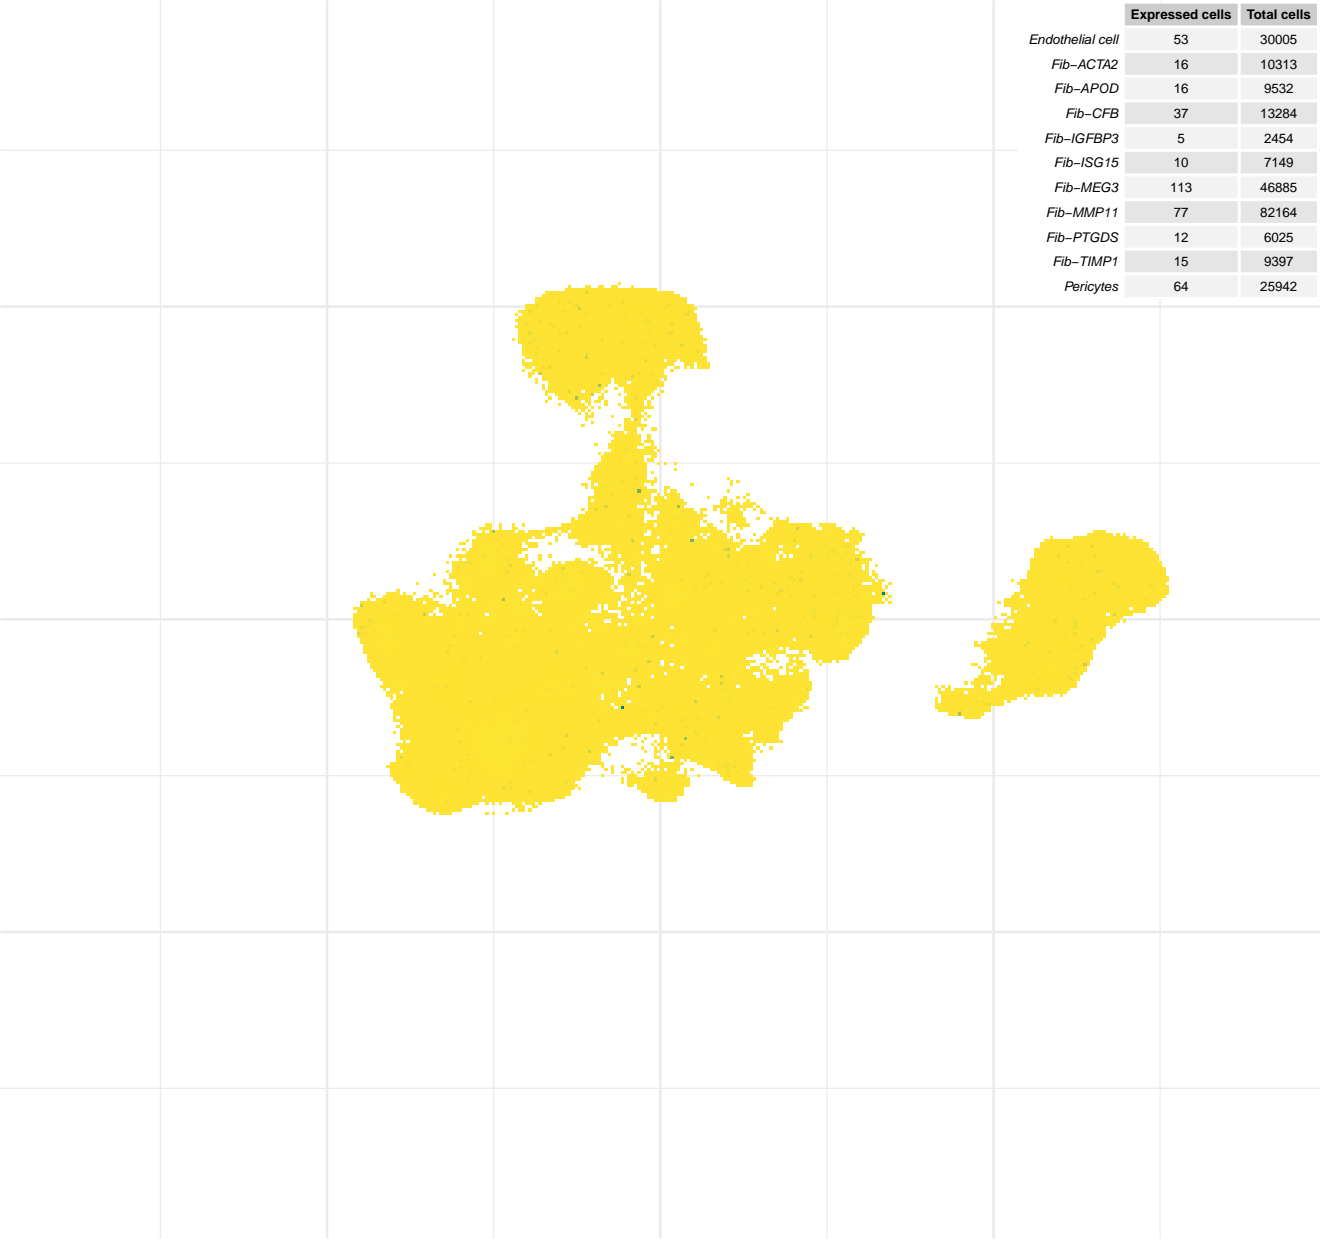 Expressed cells Total cells
Endothelial cell 53 30005
Fib−ACTA2 16 10313
Fib−APOD 16 9532
Fib−CFB 37 13284
Fib−IGFBP3 5 2454
Fib−ISG15 10 7149
Fib−MEG3 113 46885
Fib−MMP11 77 82164
Fib−PTGDS 12 6025
Fib−TIMP1 15 9397
Pericytes 64 25942